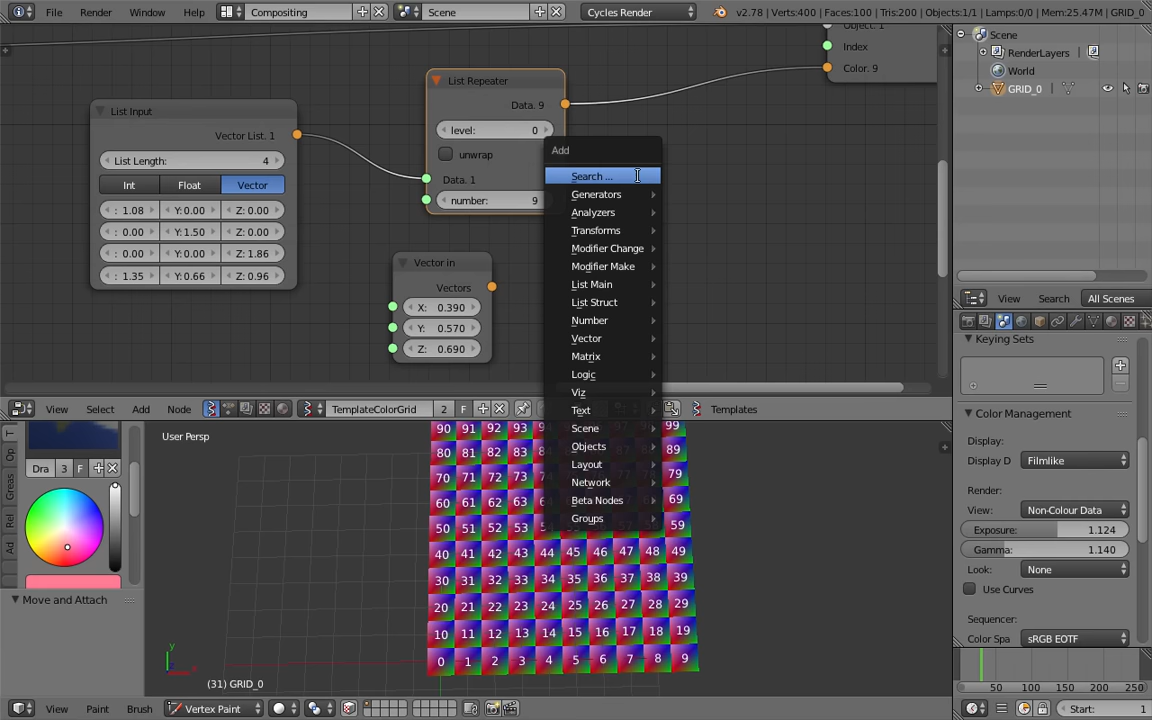 File Render Window Help Compositing Scene Cycles Render v2.78 | Verts:400 | Faces:100 | Tris:200 | Objects:1/1 | Lamps:0/0 | Mem:25.47M | GRID_0
Object. 1
Index
Color. 9
List Repeater
Data. 9
level: 0
unwrap
Data. 1
number: 9
List Input
Vector List. 1
List Length: 4
Int Float Vector
: 1.08 Y:0.00 Z:0.00
: 0.00 Y:1.50 Z:0.00
: 0.00 Y:0.00 Z:1.86
: 1.35 Y:0.66 Z:0.96
Vector in
Vectors
X: 0.390
Y: 0.570
Z: 0.690
Add
Search ...
Generators
Analyzers
Transforms
Modifier Change
Modifier Make
List Main
List Struct
Number
Vector
Matrix
Logic
Viz
Text
Scene
Objects
Layout
Network
Beta Nodes
Groups
View Select Add Node TemplateColorGrid 2 F Templates
User Persp
90 91 92 93 99
80 81 82 83 89
70 71 72 73 79
60 61 62 63 69
50 51 52 53 59
40 41 42 43 44 45 46 47 48 49
30 31 32 33 34 35 36 37 38 39
20 21 22 23 24 25 26 27 28 29
10 11 12 13 14 15 16 17 18 19
0 1 2 3 4 5 6 7 8 9
y
x
(31) GRID_0
T
Op
Greas
Rel
Ad
Dra 3 F
Move and Attach
View Paint Brush Vertex Paint
Scene
RenderLayers
World
GRID_0
View Search All Scenes
Keying Sets
Color Management
Display:
Display D Filmlike
Render:
View: Non-Colour Data
Exposure: 1.124
Gamma: 1.140
Look: None
Use Curves
Sequencer:
Color Spa sRGB EOTF
50 100 150 200 250
Start: 1